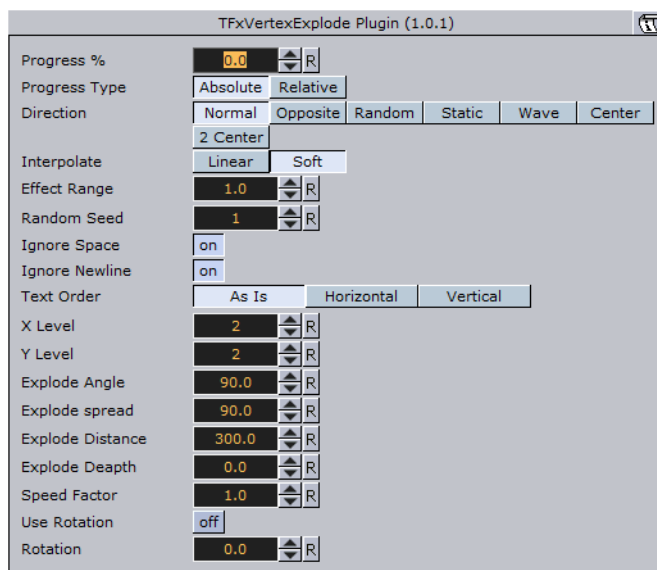 TFxVertexExplode Plugin (1.0.1)
Progress % 0.0 R
Progress Type Absolute Relative
Direction Normal Opposite Random Static Wave Center
2 Center
Interpolate Linear Soft
Effect Range 1.0 R
Random Seed 1 R
Ignore Space on
Ignore Newline on
Text Order As Is Horizontal Vertical
X Level 2 R
Y Level 2 R
Explode Angle 90.0 R
Explode spread 90.0 R
Explode Distance 300.0 R
Explode Deapth 0.0 R
Speed Factor 1.0 R
Use Rotation off
Rotation 0.0 R